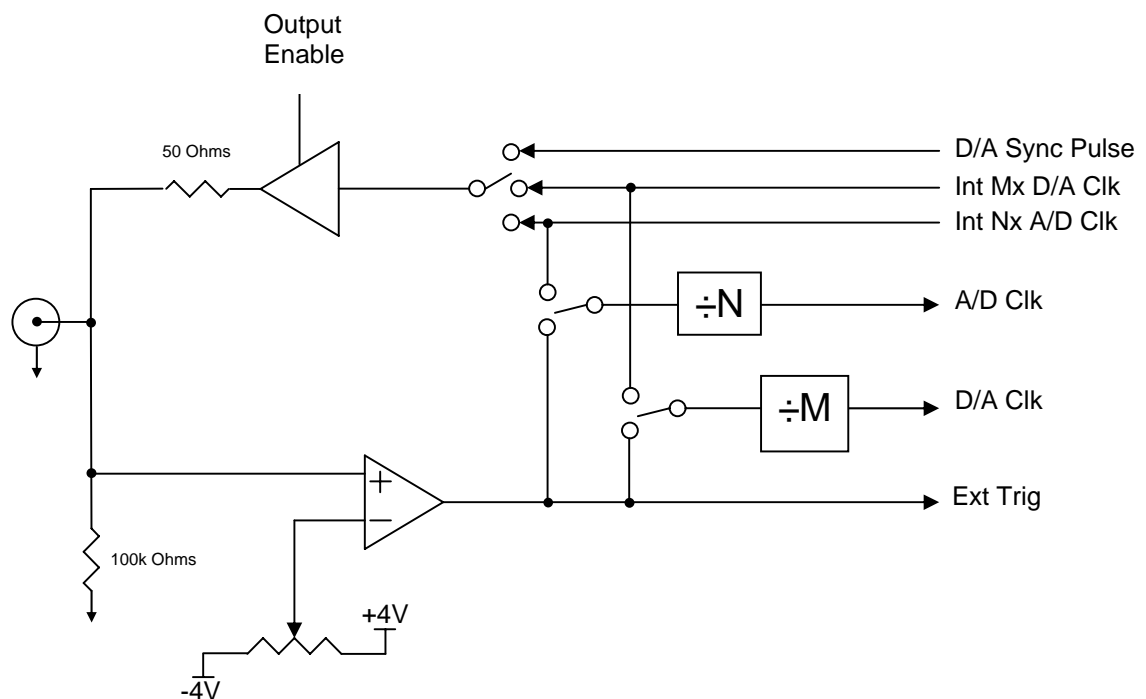 Output
Enable
50 Ohms
D/A Sync Pulse
Int Mx D/A Clk
Int Nx A/D Clk
÷N
A/D Clk
÷M
D/A Clk
+
−
Ext Trig
100k Ohms
+4V
-4V